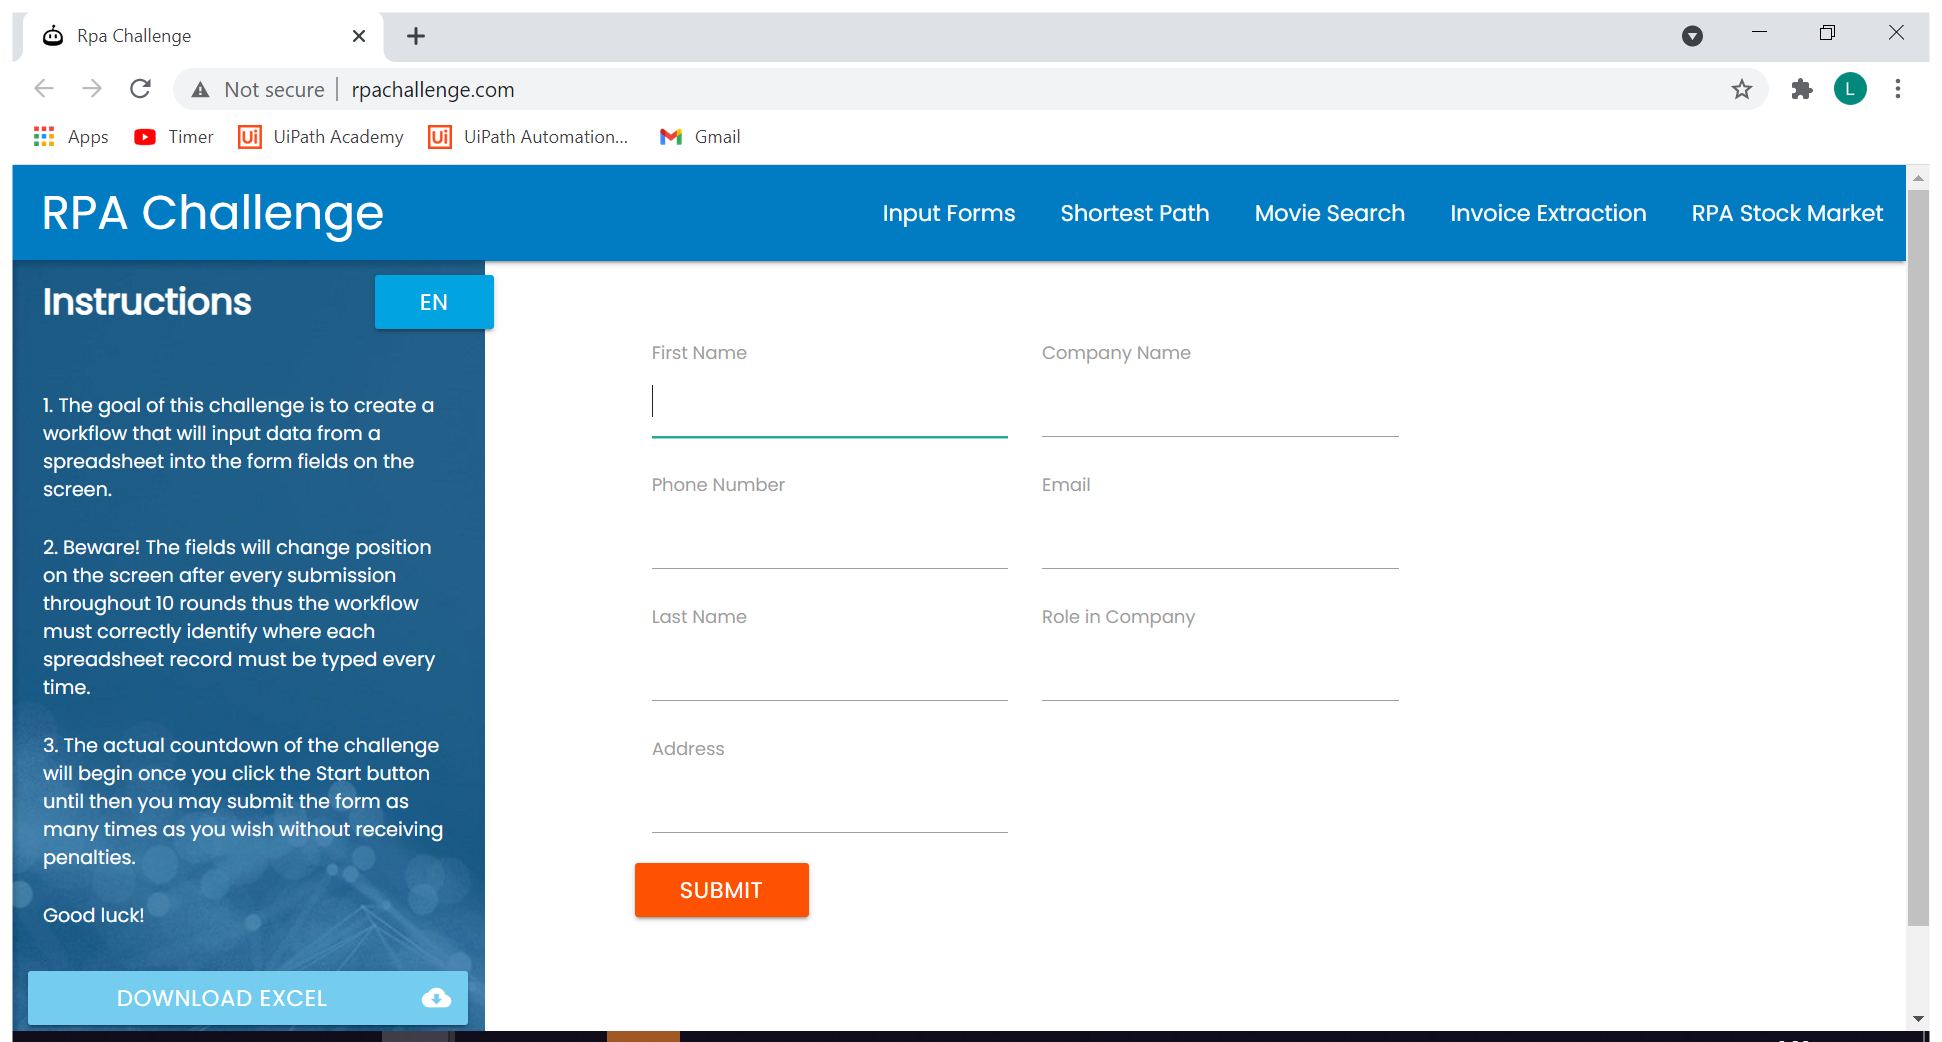 Rpa Challenge
Not secure | rpachallenge.com
L
Apps Timer Ui UiPath Academy Ui UiPath Automation... Gmail
RPA Challenge Input Forms Shortest Path Movie Search Invoice Extraction RPA Stock Market
Instructions EN
1. The goal of this challenge is to create a
workflow that will input data from a
spreadsheet into the form fields on the
screen.
2. Beware! The fields will change position
on the screen after every submission
throughout 10 rounds thus the workflow
must correctly identify where each
spreadsheet record must be typed every
time.
3. The actual countdown of the challenge
will begin once you click the Start button
until then you may submit the form as
many times as you wish without receiving
penalties.
Good luck!
DOWNLOAD EXCEL
First Name Company Name
Phone Number Email
Last Name Role in Company
Address
SUBMIT